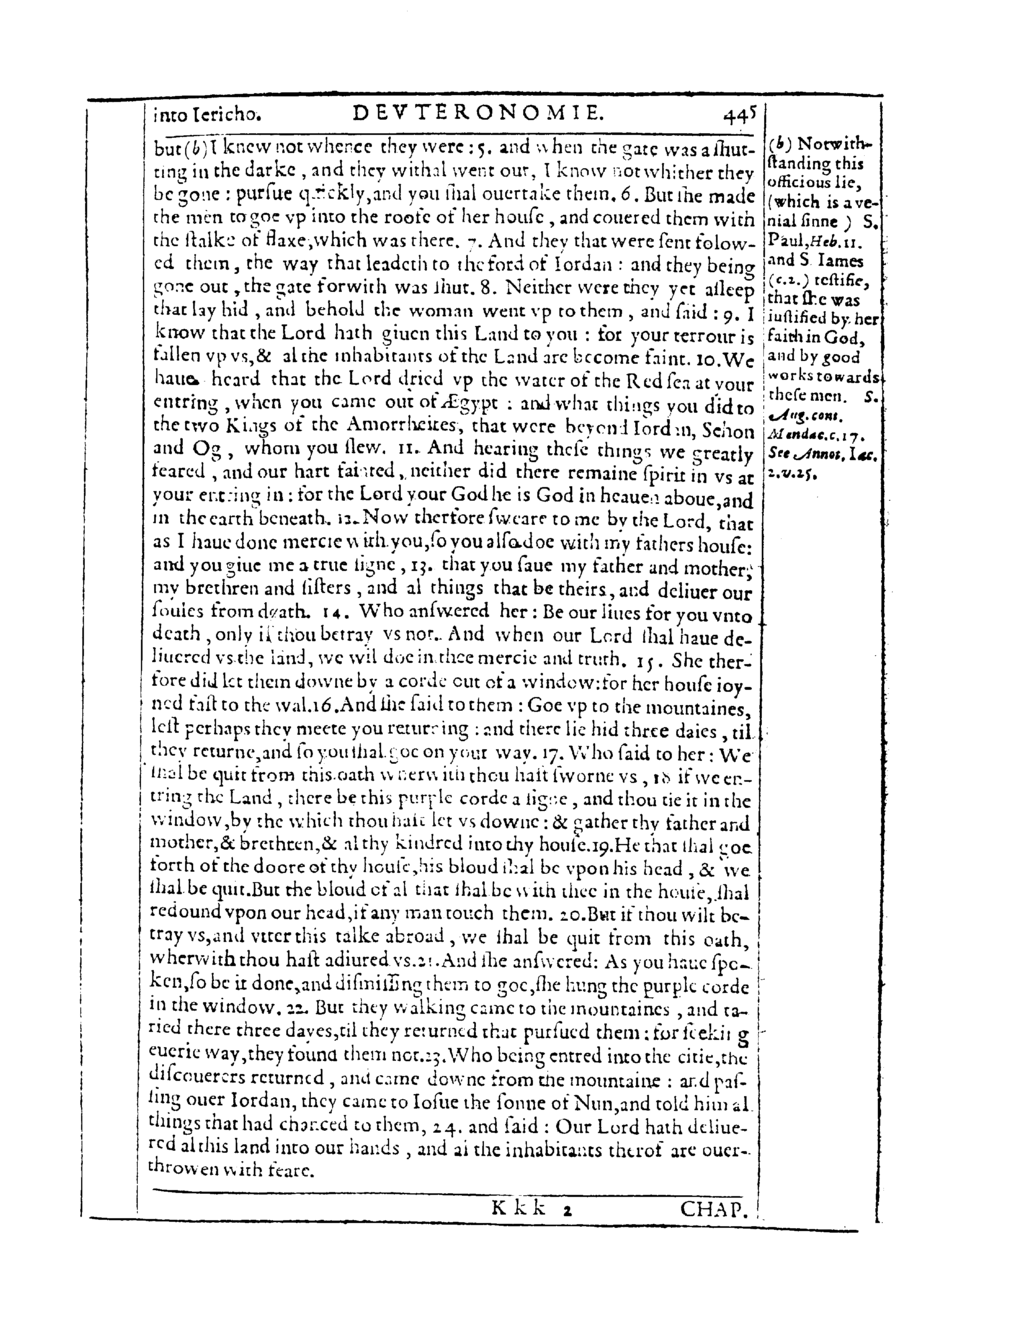 into Iericho. DEVTERONOMIE. 445
but (b) I knew not whence they were : 5. and when the gate was a ſhut-
ting in the darke , and they withal went out, I know not whither they
be gone : purſue quickly, and you ſhal ouertake them. 6. But ſhe made
the men to goe vp into the roofe of her houſe , and couered them with
the ſtalke of flaxe, which was there. 7. And they that were ſent folow-
ed them , the way that leadeth to the ford of Iordan : and they being
gone out , the gate forwith was ſhut. 8. Neither were they yet aſleep
that lay hid , and behold the woman went vp to them , and ſaid : 9. I
know that the Lord hath giuen this Land to you : for your terrour is
fallen vp vs, & al the inhabitants of the Land are become faint. 10. We
haue heard that the Lord dried vp the water of the Red ſea at your
entring , when you came out of Ægypt : and what things you did to
the two Kings of the Amorrheites, that were beyond Iordan, Sehon
and Og , whom you ſlew. 11. And hearing theſe things we greatly
feared , and our hart fainted , neither did there remaine ſpirit in vs at
your entring in : for the Lord your God he is God in heauen aboue, and
in the earth beneath. 12. Now therfore ſweare to me by the Lord, that
as I haue done mercie with you, ſo you alſo doe with my fathers houſe:
and you giue me a true ſigne , 13. that you ſaue my father and mother,
my brethren and ſiſters , and al things that be theirs, and deliuer our
ſoules from death. 14. Who anſwered her : Be our liues for you vnto
death , only if thou betray vs not. And when our Lord ſhal haue de-
liuered vs the land, we wil doe in thee mercie and truth. 15. She ther-
fore did let them downe by a corde out of a window: for her houſe ioy-
ned faſt to the wal. 16. And ſhe ſaid to them : Goe vp to the mountaines,
leſt perhaps they meete you returning : and there lie hid three daies , til
they returne, and ſo you ſhal goe on your way. 17. Who ſaid to her : We
ſhal be quit from this oath wherwith thou haſt ſworne vs , 18 if we en-
tring the Land , there be this purple corde a ſigne , and thou tie it in the
window, by the which thou haſt let vs downe : & gather thy father and
mother, & brethren, & al thy kindred into thy houſe. 19. He that ſhal goe
forth of the doore of thy houſe, his bloud ſhal be vpon his head , & we
ſhal be quit. But the bloud of al that ſhal be with thee in the houſe, ſhal
redound vpon our head, if any man touch them. 20. But if thou wilt be-
tray vs, and vtter this talke abroad , we ſhal be quit from this oath,
wherwith thou haſt adiured vs. 21. And ſhe anſwered: As you haue ſpo-
ken, ſo be it done, and diſmiſſing them to goe, ſhe hung the purple corde
in the window. 22. But they walking came to the mountaines , and ta-
ried there three dayes, til they returned that purſued them : for ſeeking
euerie way, they found them not. 23. Who being entred into the citie, the
diſcouerers returned , and came downe from the mountaine : and paſ-
ſing ouer Iordan, they came to Ioſue the ſonne of Nun, and told him al
things that had chanced to them, 24. and ſaid : Our Lord hath deliue-
red al this land into our hands , and al the inhabitants therof are ouer-
throwen with feare.
(b) Notwith-
ſtanding this
officious lie,
(which is a ve-
nial ſinne ) S.
Paul, Heb. 11.
and S. Iames
(c. 2.) teſtifie,
that ſhe was
iuſtified by her
faith in God,
and by good
works towards
theſe men. S.
Aug. cont.
Mendac. c. 17.
See Annot. Iac.
2. v. 25.
Kkk 2 CHAP.